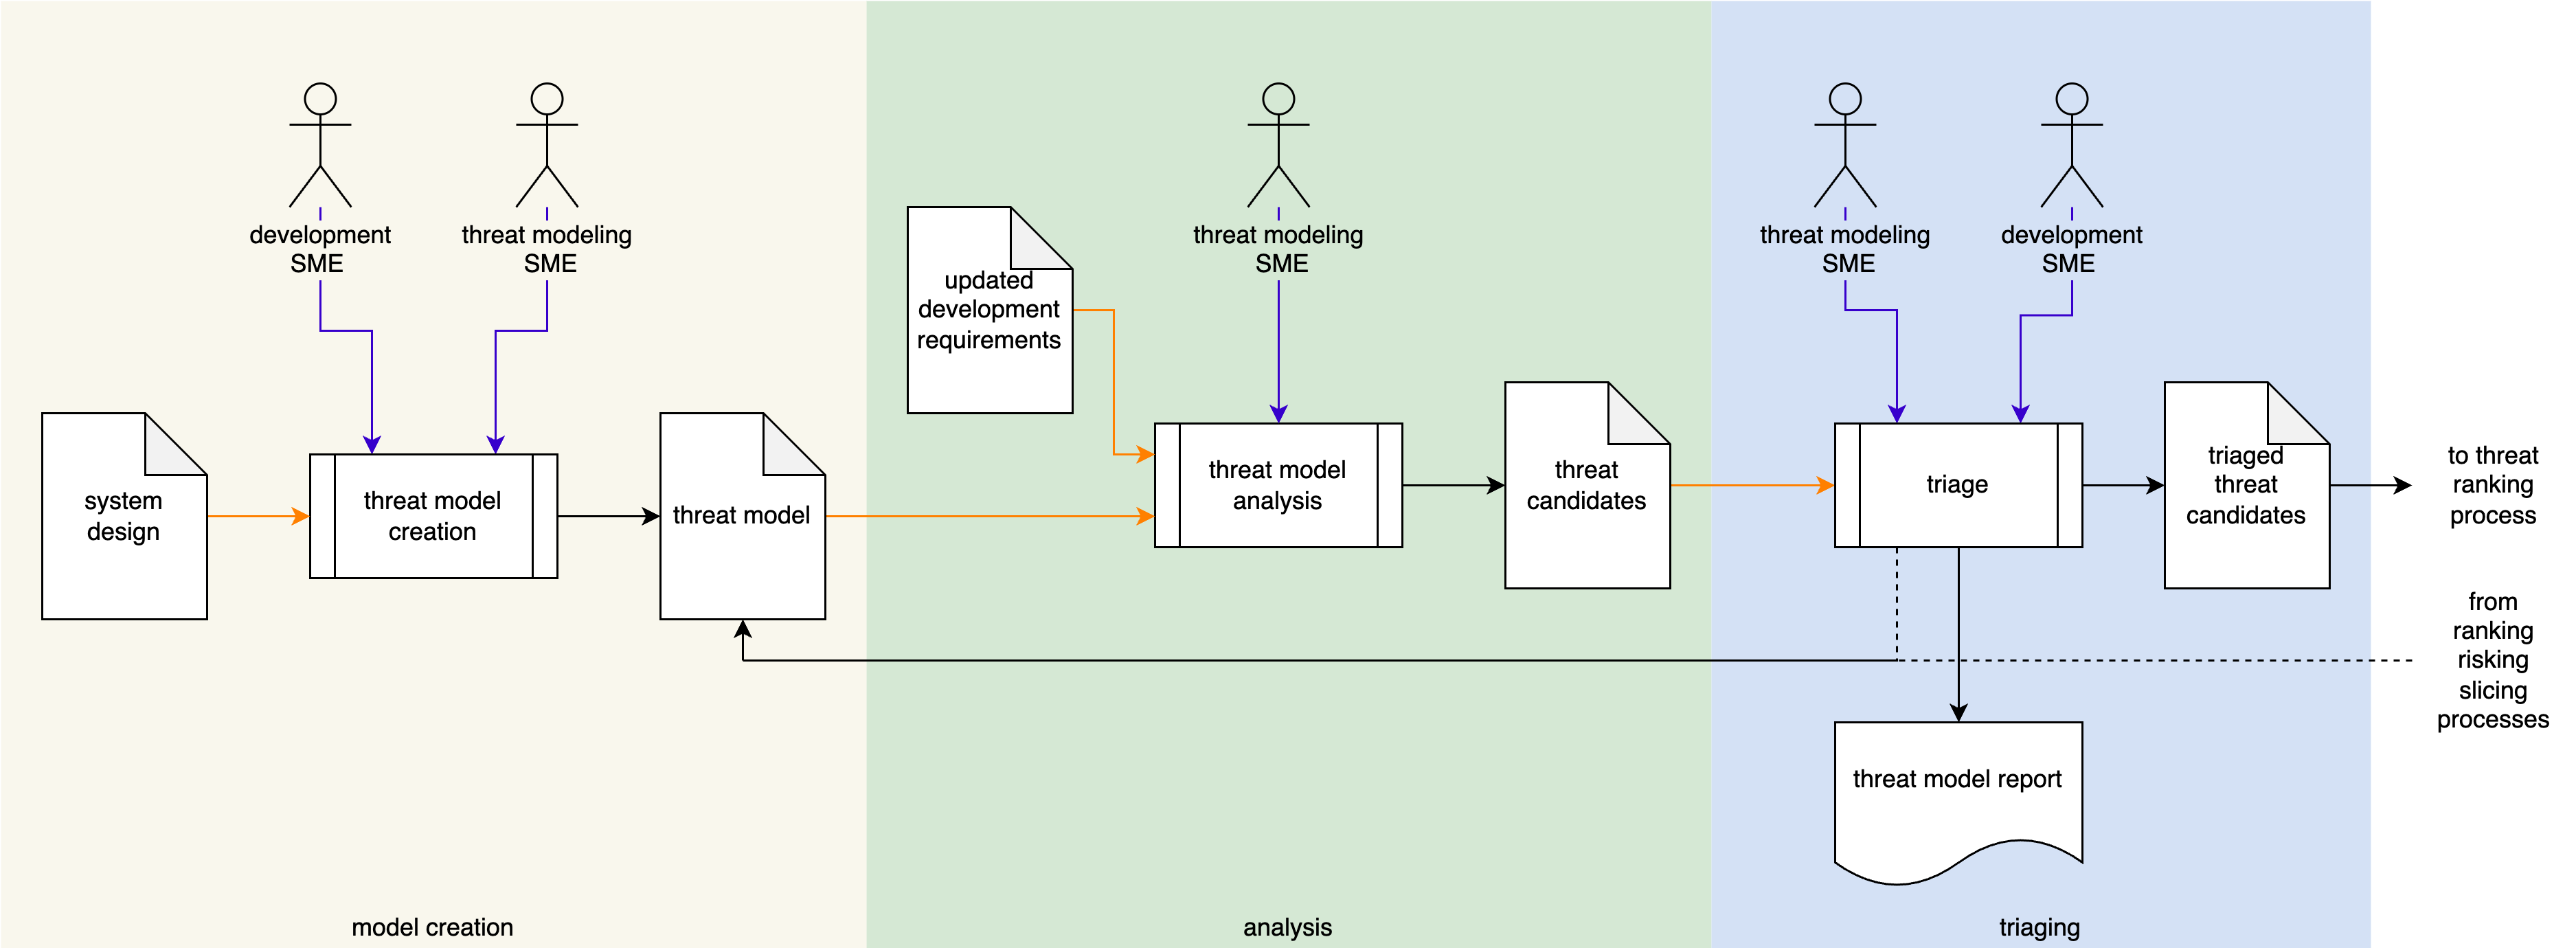 development
SME
threat modeling
SME
system
design
threat model
creation
threat model
updated
development
requirements
threat modeling
SME
threat model
analysis
threat
candidates
threat modeling
SME
development
SME
triage
triaged
threat
candidates
to threat
ranking
process
from
ranking
risking
slicing
processes
threat model report
model creation
analysis
triaging